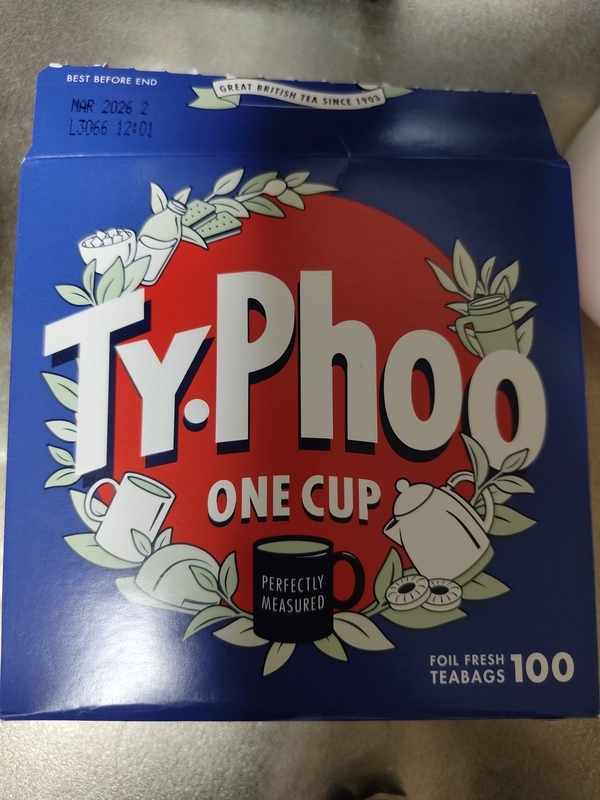 BEST BEFORE END
GREAT BRITISH TEA SINCE 1903
MAR 2026 2
L3066 12:01
Ty.Phoo
ONE CUP
PERFECTLY
MEASURED
FOIL FRESH
TEABAGS 100